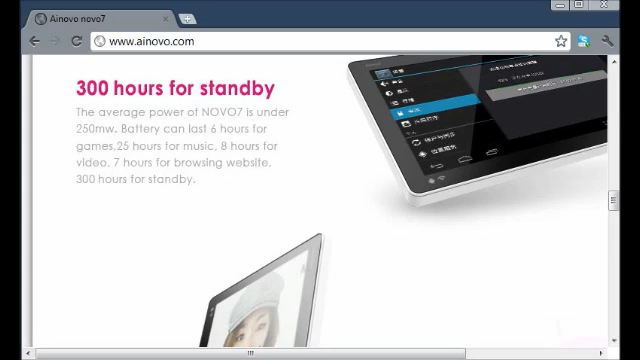 Ainovo novo7
www.ainovo.com
300 hours for standby
The average power of NOVO7 is under
250mw. Battery can last 6 hours for
games,25 hours for music, 8 hours for
video, 7 hours for browsing website.
300 hours for standby.